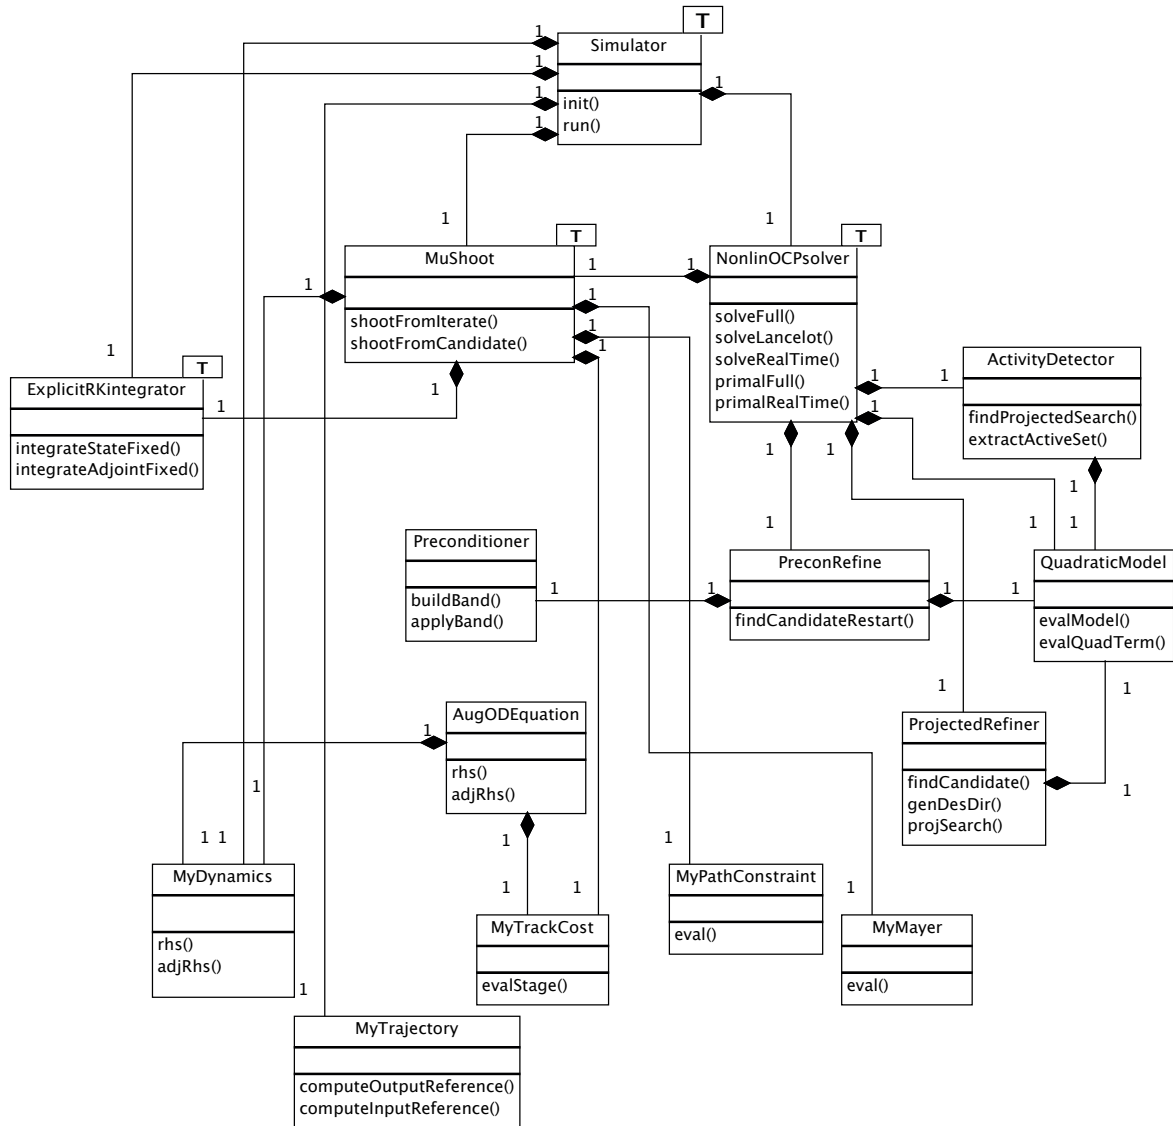 T
Simulator
init()
run()
1
1
1
1
1
1
1
T
MuShoot
shootFromIterate()
shootFromCandidate()
1
1
1
1
1
1
1
T
NonlinOCPsolver
solveFull()
solveLancelot()
solveRealTime()
primalFull()
primalRealTime()
1
1
1
1
1
T
ExplicitRKintegrator
integrateStateFixed()
integrateAdjointFixed()
1
1
ActivityDetector
findProjectedSearch()
extractActiveSet()
1
1
1
Preconditioner
buildBand()
applyBand()
1
1
PreconRefine
findCandidateRestart()
1
1
1
1
QuadraticModel
evalModel()
evalQuadTerm()
1
1
1
ProjectedRefiner
findCandidate()
genDesDir()
projSearch()
1
AugODEquation
rhs()
adjRhs()
1
1
1
1
1
MyDynamics
rhs()
adjRhs()
1
1
MyTrackCost
evalStage()
1
MyPathConstraint
eval()
1
MyMayer
eval()
1
MyTrajectory
computeOutputReference()
computeInputReference()